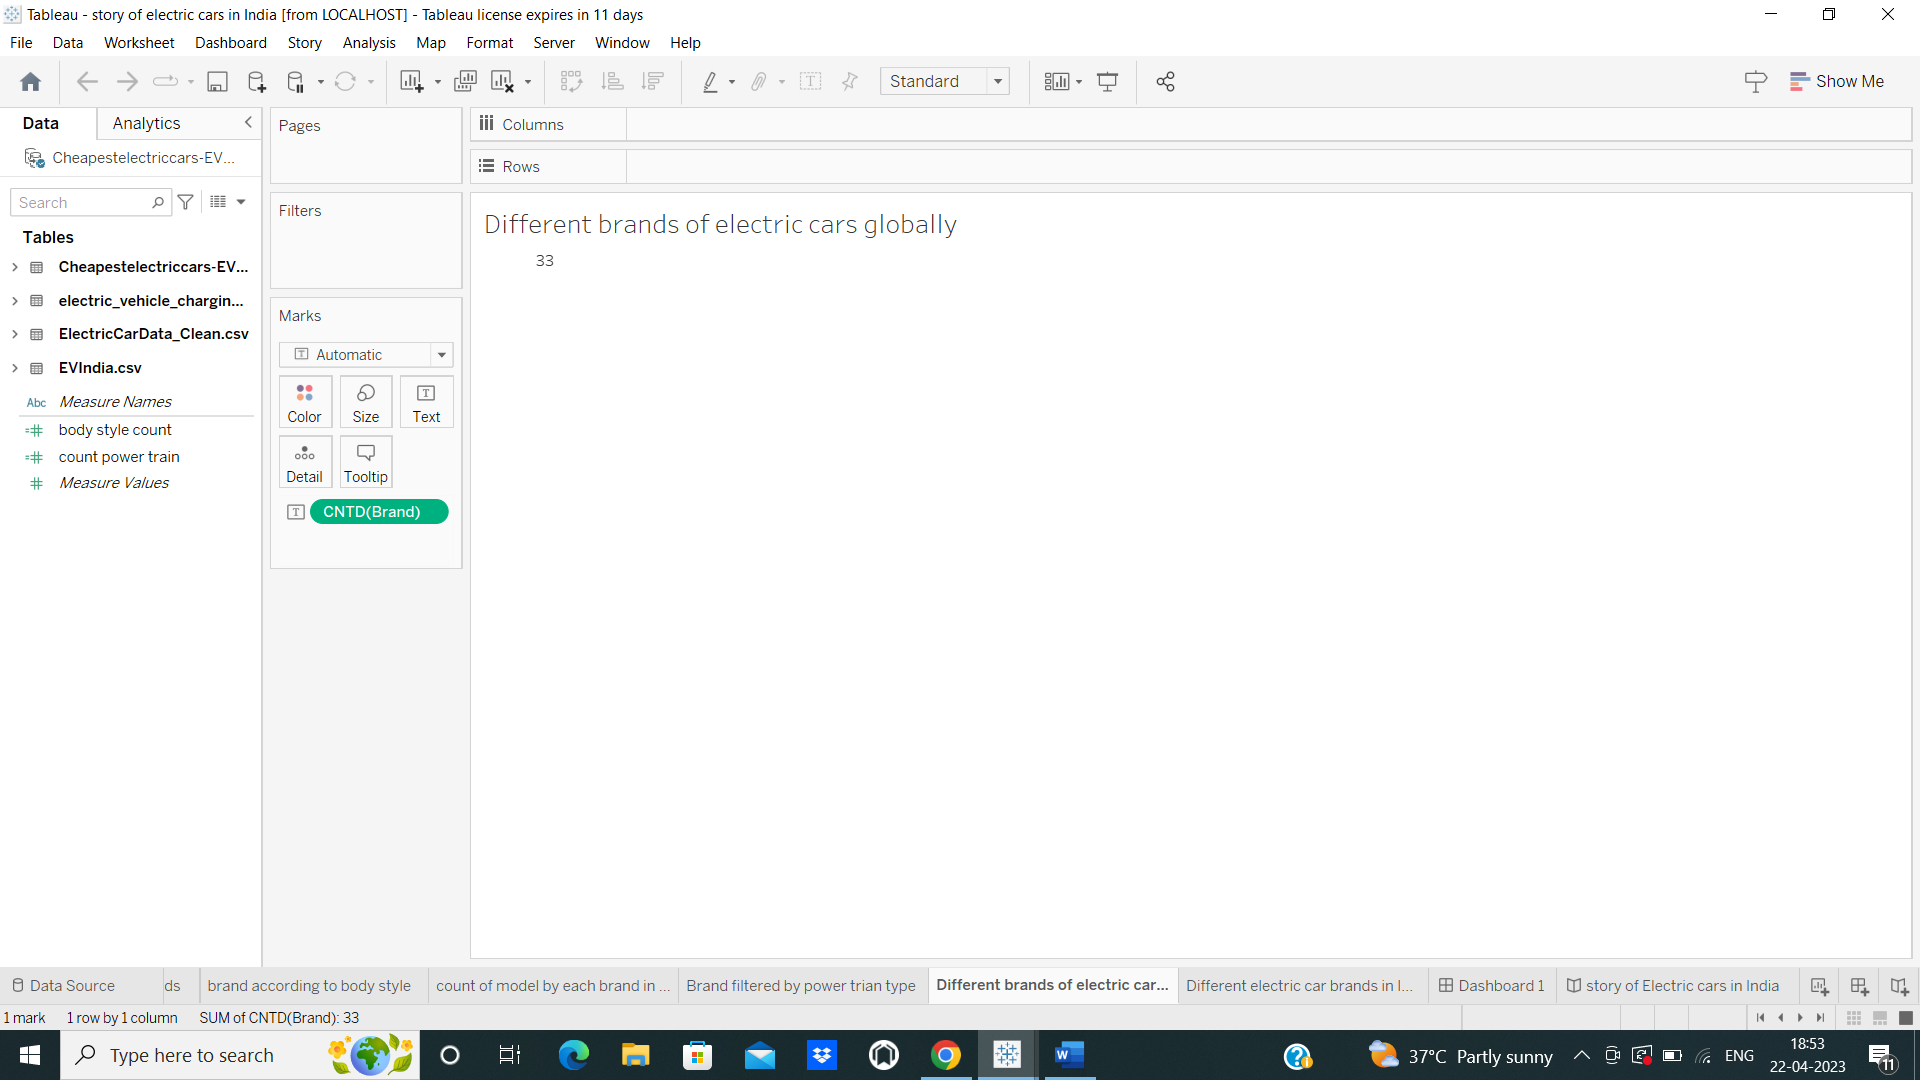 Tableau - story of electric cars in India [from LOCALHOST] - Tableau license expires in 11 days
File Data Worksheet Dashboard Story Analysis Map Format Server Window Help
Standard
Show Me
Data Analytics
Cheapestelectriccars-EV...
Search
Tables
Cheapestelectriccars-EV...
electric_vehicle_chargin...
ElectricCarData_Clean.csv
EVIndia.csv
Abc Measure Names
body style count
count power train
Measure Values
Pages
Filters
Marks
Automatic
Color Size Text
Detail Tooltip
CNTD(Brand)
Columns
Rows
Different brands of electric cars globally
33
Data Source ds brand according to body style count of model by each brand in ... Brand filtered by power trian type Different brands of electric car... Different electric car brands in I... Dashboard 1 story of Electric cars in India
1 mark 1 row by 1 column SUM of CNTD(Brand): 33
Type here to search
37°C Partly sunny
ENG
18:53
22-04-2023
11